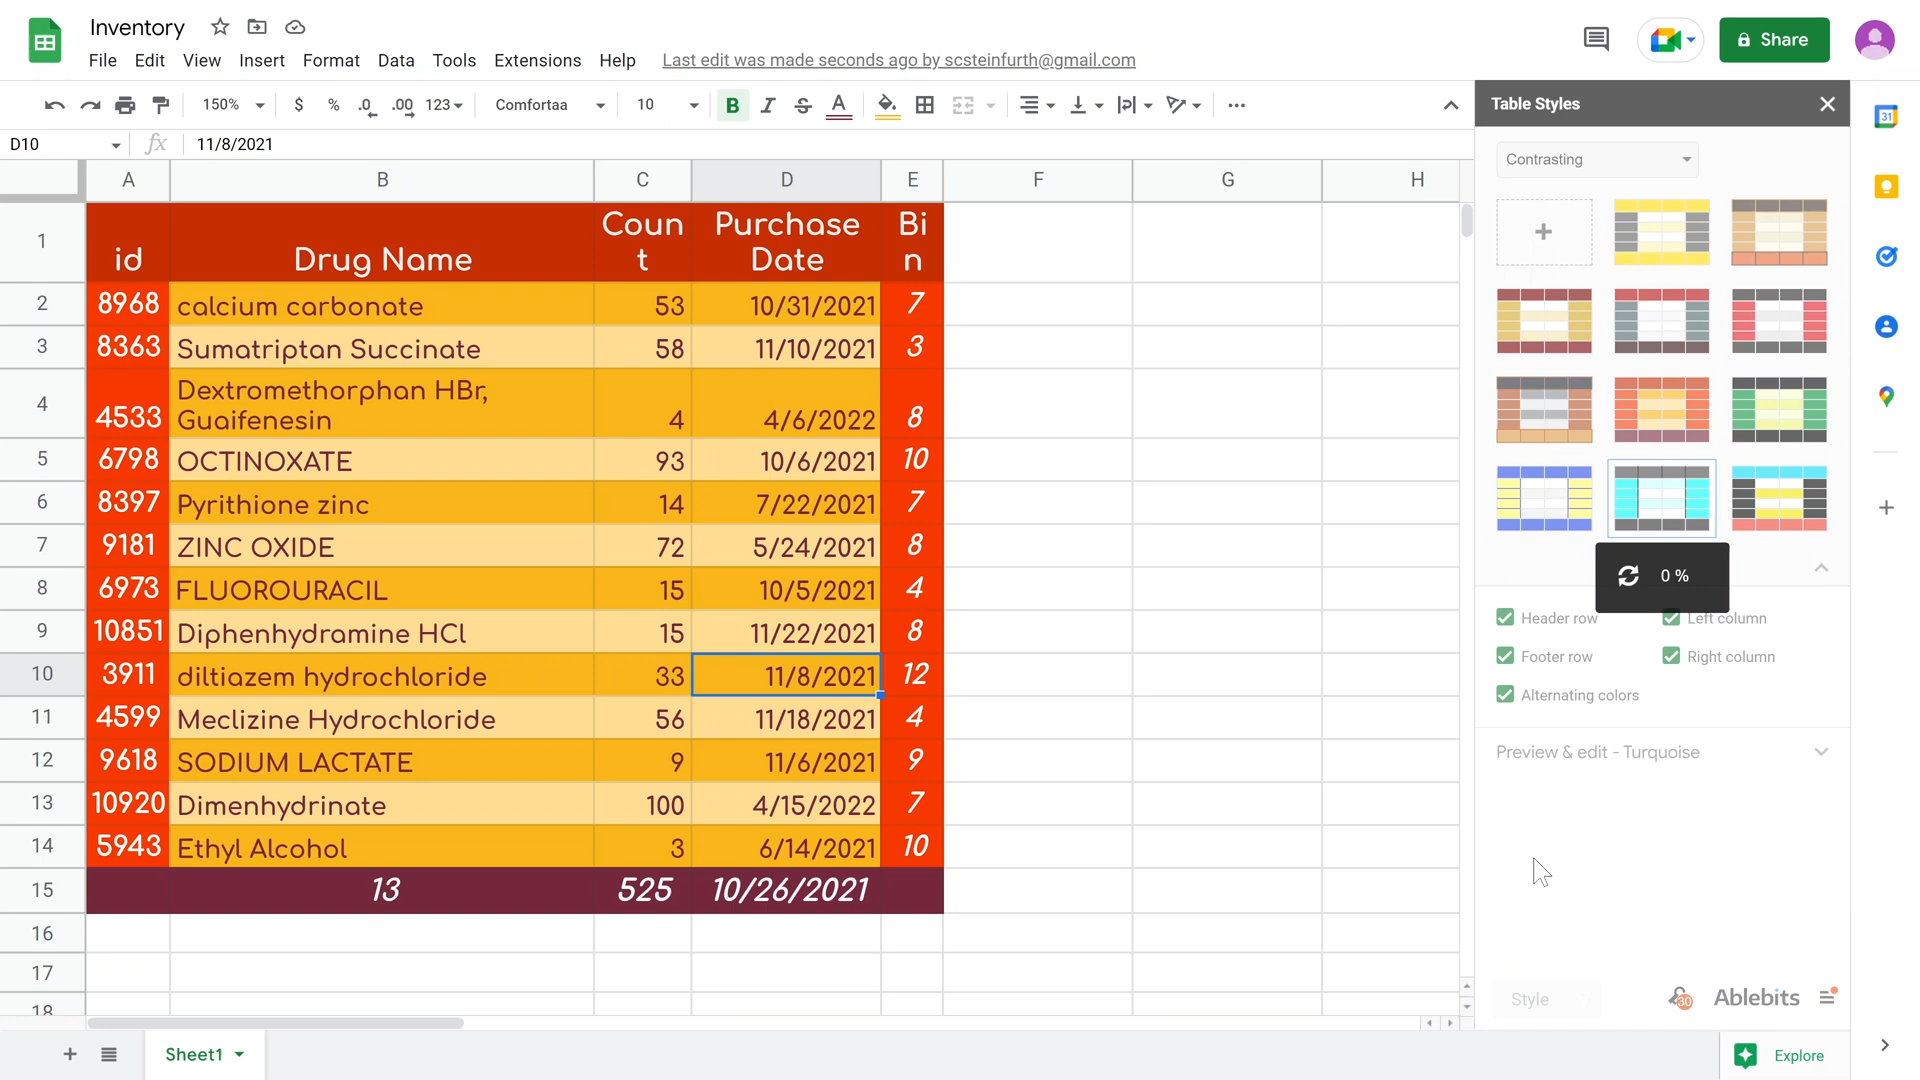 Inventory
File Edit View Insert Format Data Tools Extensions Help Last edit was made seconds ago by scsteinfurth@gmail.com
Share
150% $ % .0 .00 123 Comfortaa 10 B I S A
D10 fx 11/8/2021
A B C D E F G H
1 id Drug Name Coun
t Purchase
Date Bi
n
2 8968 calcium carbonate 53 10/31/2021 7
3 8363 Sumatriptan Succinate 58 11/10/2021 3
4 4533 Dextromethorphan HBr,
Guaifenesin 4 4/6/2022 8
5 6798 OCTINOXATE 93 10/6/2021 10
6 8397 Pyrithione zinc 14 7/22/2021 7
7 9181 ZINC OXIDE 72 5/24/2021 8
8 6973 FLUOROURACIL 15 10/5/2021 4
9 10851 Diphenhydramine HCl 15 11/22/2021 8
10 3911 diltiazem hydrochloride 33 11/8/2021 12
11 4599 Meclizine Hydrochloride 56 11/18/2021 4
12 9618 SODIUM LACTATE 9 11/6/2021 9
13 10920 Dimenhydrinate 100 4/15/2022 7
14 5943 Ethyl Alcohol 3 6/14/2021 10
15 13 525 10/26/2021
16
17
18
Sheet1
Explore
Table Styles
Contrasting
0 %
Header row Left column
Footer row Right column
Alternating colors
Preview & edit - Turquoise
Style 30 Ablebits
31